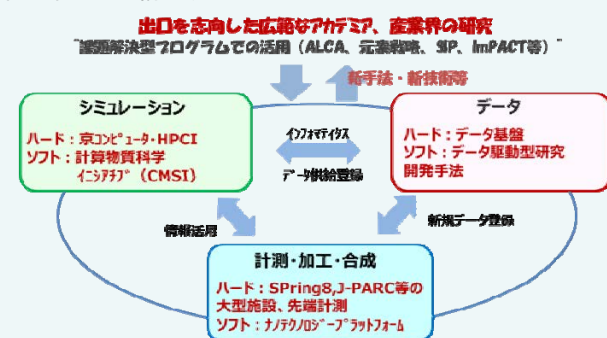 出口を志向した広範なアカデミア、産業界の研究
"課題解決型プログラムでの活用（ALCA、元素戦略、SIP、ImPACT等）"
新手法・新技術等
シミュレーション
ハード：京コンピュータ・HPCI
ソフト：計算物質科学
イニシアチブ（CMSI）
インフォマティクス
データ供給登録
データ
ハード：データ基盤
ソフト：データ駆動型研究
開発手法
情報活用
新規データ登録
計測・加工・合成
ハード：SPring8,J-PARC等の
大型施設、先端計測
ソフト：ナノテクノロジープラットフォーム